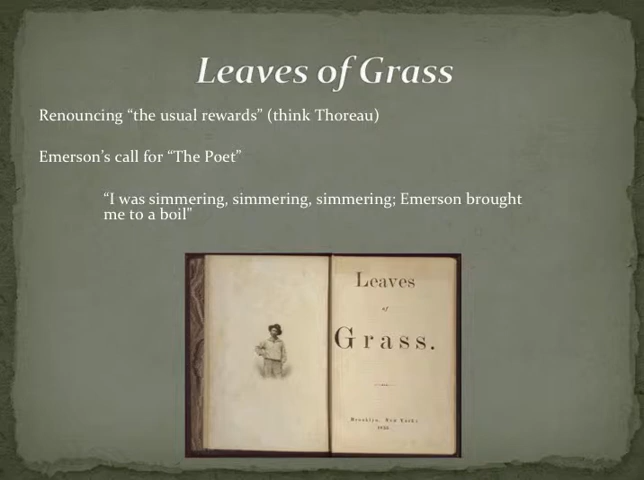 Leaves of Grass
Renouncing “the usual rewards” (think Thoreau)
Emerson’s call for “The Poet”
“I was simmering, simmering, simmering; Emerson brought
me to a boil”
Leaves
of
Grass.
Brooklyn, New York:
1855.